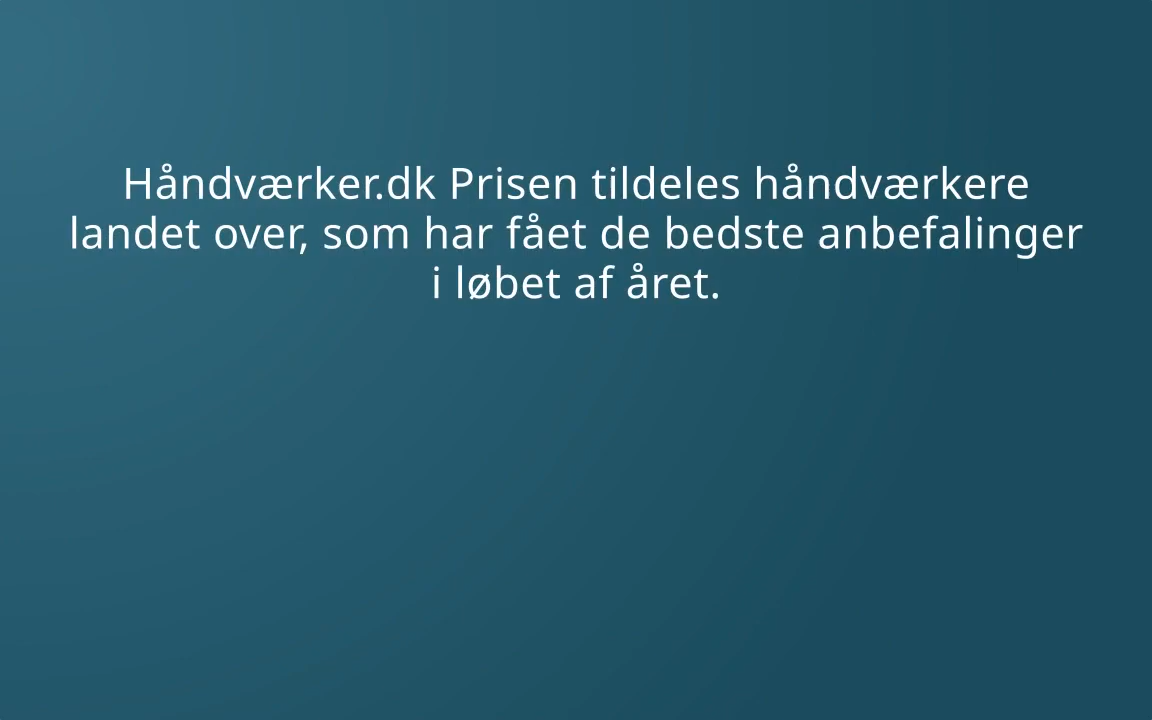 Håndværker.dk Prisen tildeles håndværkere
landet over, som har fået de bedste anbefalinger
i løbet af året.